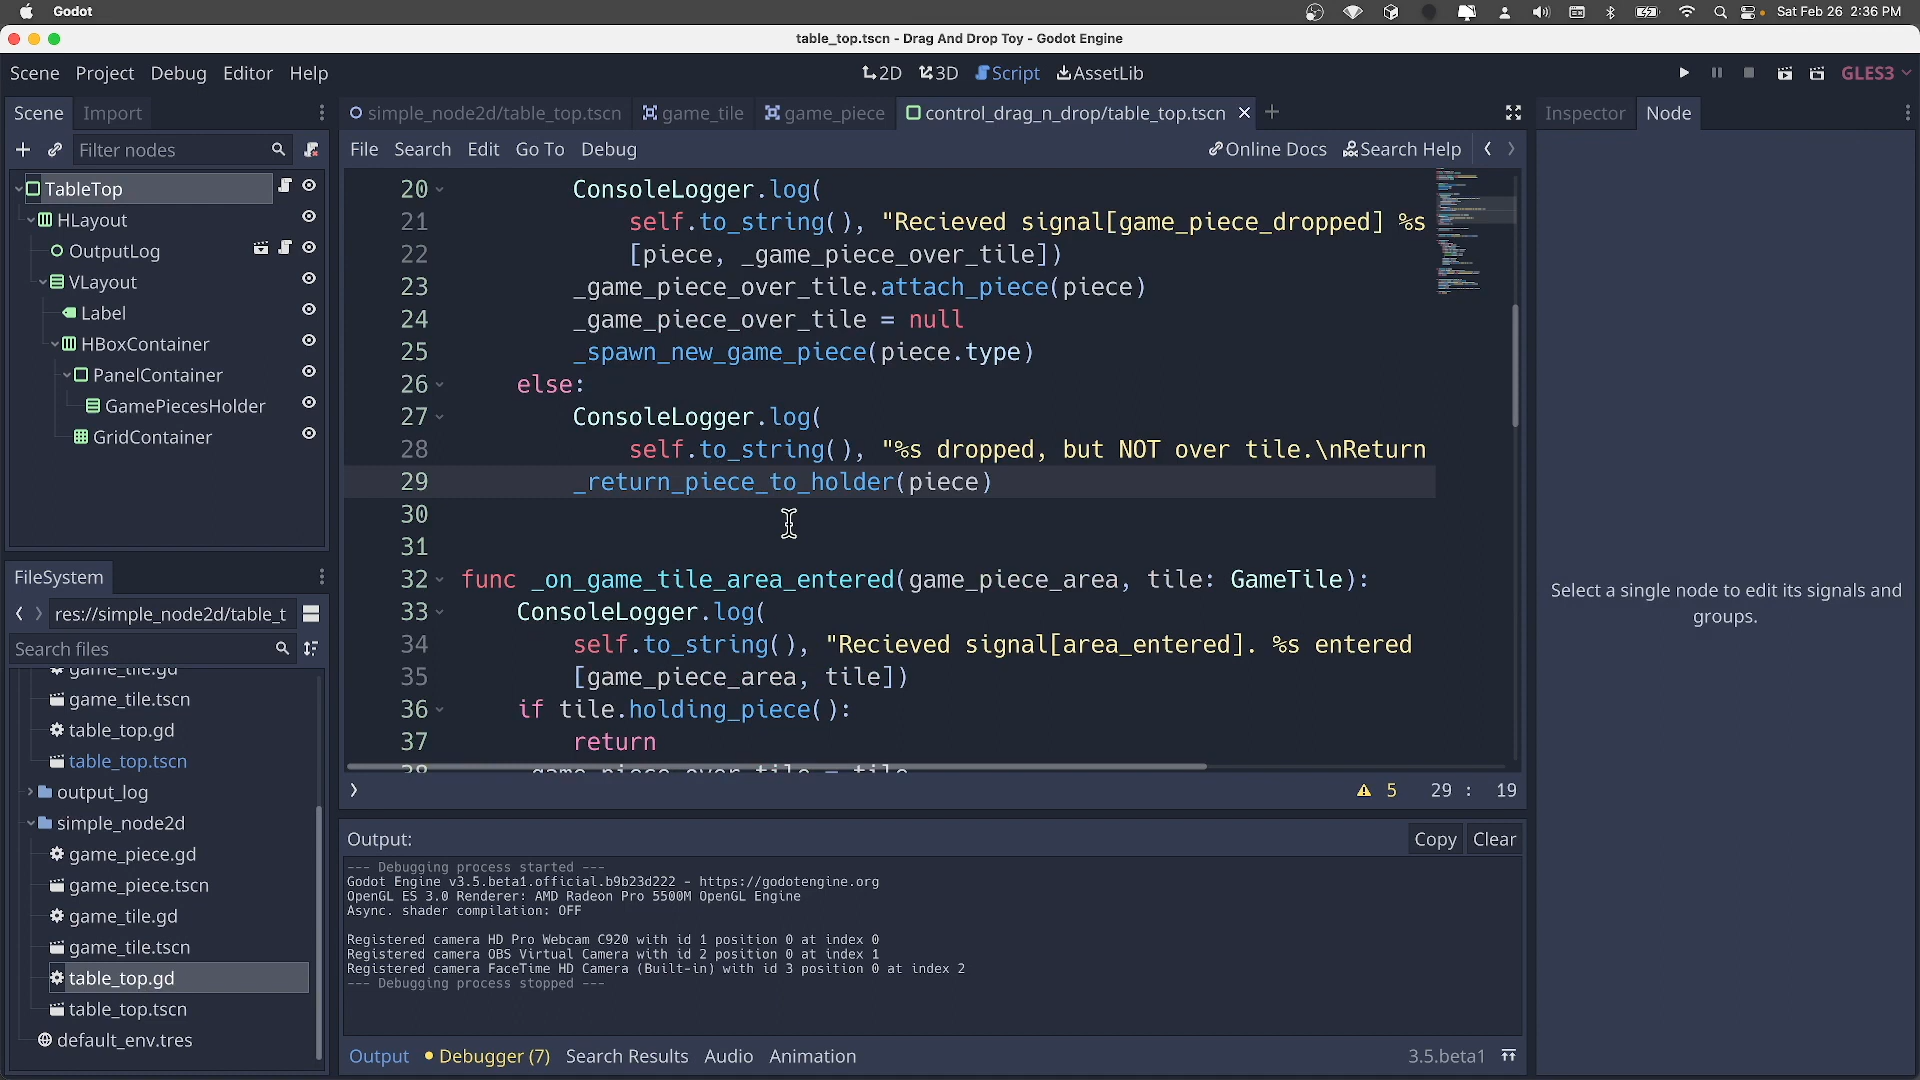 Godot
Sat Feb 26 2:36 PM
table_top.tscn - Drag And Drop Toy - Godot Engine
Scene Project Debug Editor Help
2D 3D Script AssetLib
GLES3
Scene Import
simple_node2d/table_top.tscn game_tile game_piece control_drag_n_drop/table_top.tscn
Inspector Node
Filter nodes
File Search Edit Go To Debug
Online Docs Search Help
TableTop
HLayout
OutputLog
VLayout
Label
HBoxContainer
PanelContainer
GamePiecesHolder
GridContainer
20 ConsoleLogger.log(
21 self.to_string(), "Recieved signal[game_piece_dropped] %s
22 [piece, _game_piece_over_tile])
23 _game_piece_over_tile.attach_piece(piece)
24 _game_piece_over_tile = null
25 _spawn_new_game_piece(piece.type)
26 else:
27 ConsoleLogger.log(
28 self.to_string(), "%s dropped, but NOT over tile.\nReturn
29 _return_piece_to_holder(piece)
30
31
32 func _on_game_tile_area_entered(game_piece_area, tile: GameTile):
33 ConsoleLogger.log(
34 self.to_string(), "Recieved signal[area_entered]. %s entered
35 [game_piece_area, tile])
36 if tile.holding_piece():
37 return
38 _game_piece_over_tile = tile
5 29 : 19
Select a single node to edit its signals and
groups.
FileSystem
res://simple_node2d/table_t
Search files
game_tile.gd
game_tile.tscn
table_top.gd
table_top.tscn
output_log
simple_node2d
game_piece.gd
game_piece.tscn
game_tile.gd
game_tile.tscn
table_top.gd
table_top.tscn
default_env.tres
Output:
Copy Clear
--- Debugging process started ---
Godot Engine v3.5.beta1.official.b9b23d222 - https://godotengine.org
OpenGL ES 3.0 Renderer: AMD Radeon Pro 5500M OpenGL Engine
Async. shader compilation: OFF
Registered camera HD Pro Webcam C920 with id 1 position 0 at index 0
Registered camera OBS Virtual Camera with id 2 position 0 at index 1
Registered camera FaceTime HD Camera (Built-in) with id 3 position 0 at index 2
--- Debugging process stopped ---
Output Debugger (7) Search Results Audio Animation
3.5.beta1